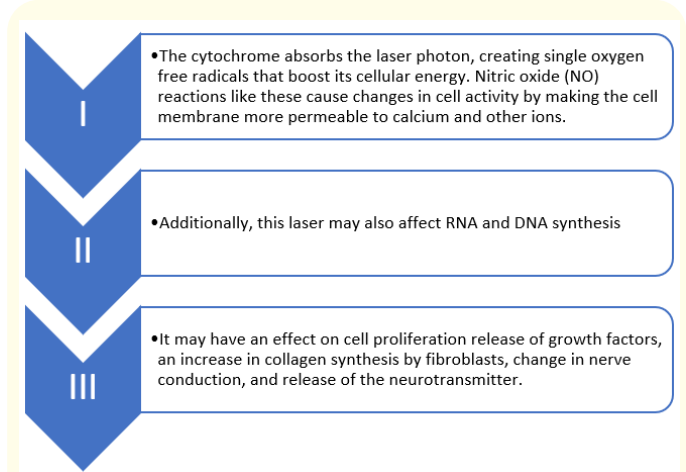 I
•The cytochrome absorbs the laser photon, creating single oxygen
free radicals that boost its cellular energy. Nitric oxide (NO)
reactions like these cause changes in cell activity by making the cell
membrane more permeable to calcium and other ions.
II
•Additionally, this laser may also affect RNA and DNA synthesis
III
•It may have an effect on cell proliferation release of growth factors,
an increase in collagen synthesis by fibroblasts, change in nerve
conduction, and release of the neurotransmitter.